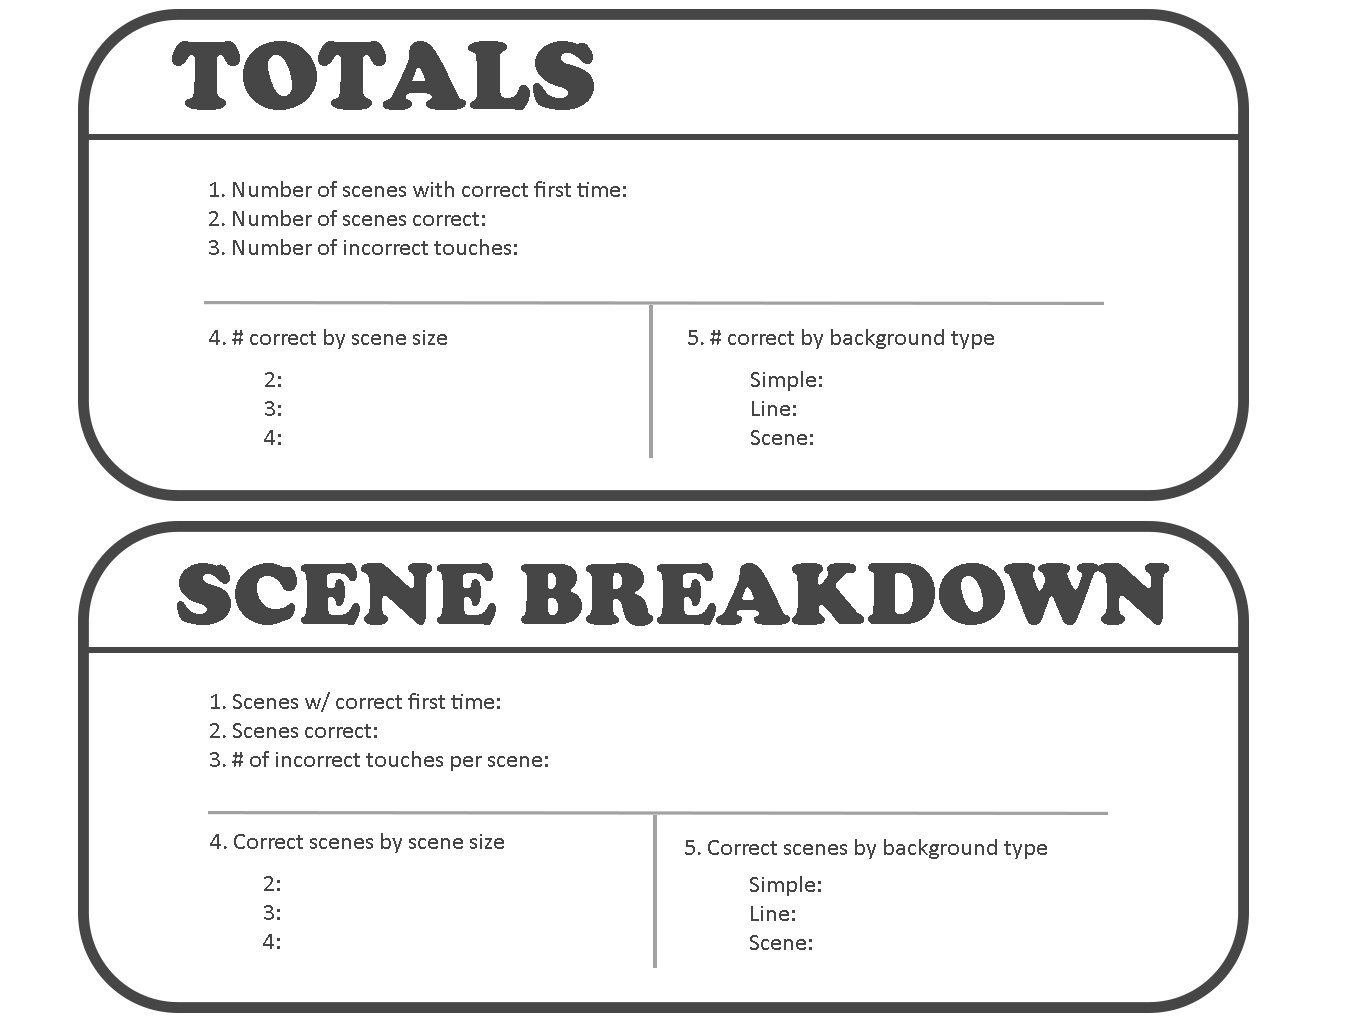 TOTALS
1. Number of scenes with correct first time:
2. Number of scenes correct:
3. Number of incorrect touches:
4. # correct by scene size
2:
3:
4:
5. # correct by background type
Simple:
Line:
Scene:
SCENE BREAKDOWN
1. Scenes w/ correct first time:
2. Scenes correct:
3. # of incorrect touches per scene:
4. Correct scenes by scene size
2:
3:
4:
5. Correct scenes by background type
Simple:
Line:
Scene: